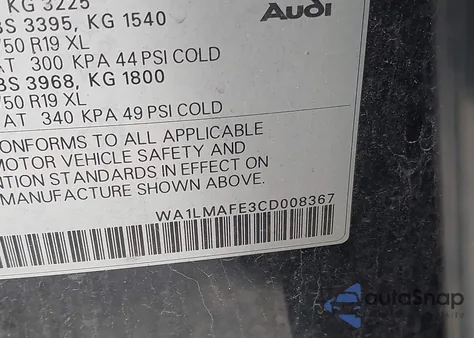 KG 3225
Audi
BS 3395, KG 1540
/50 R19 XL
AT 300 KPA 44 PSI COLD
BS 3968, KG 1800
/50 R19 XL
AT 340 KPA 49 PSI COLD
CONFORMS TO ALL APPLICABLE
MOTOR VEHICLE SAFETY AND
NTION STANDARDS IN EFFECT ON
MANUFACTURE SHOWN ABOVE.
WA1LMAFE3CD008367
autoSnap